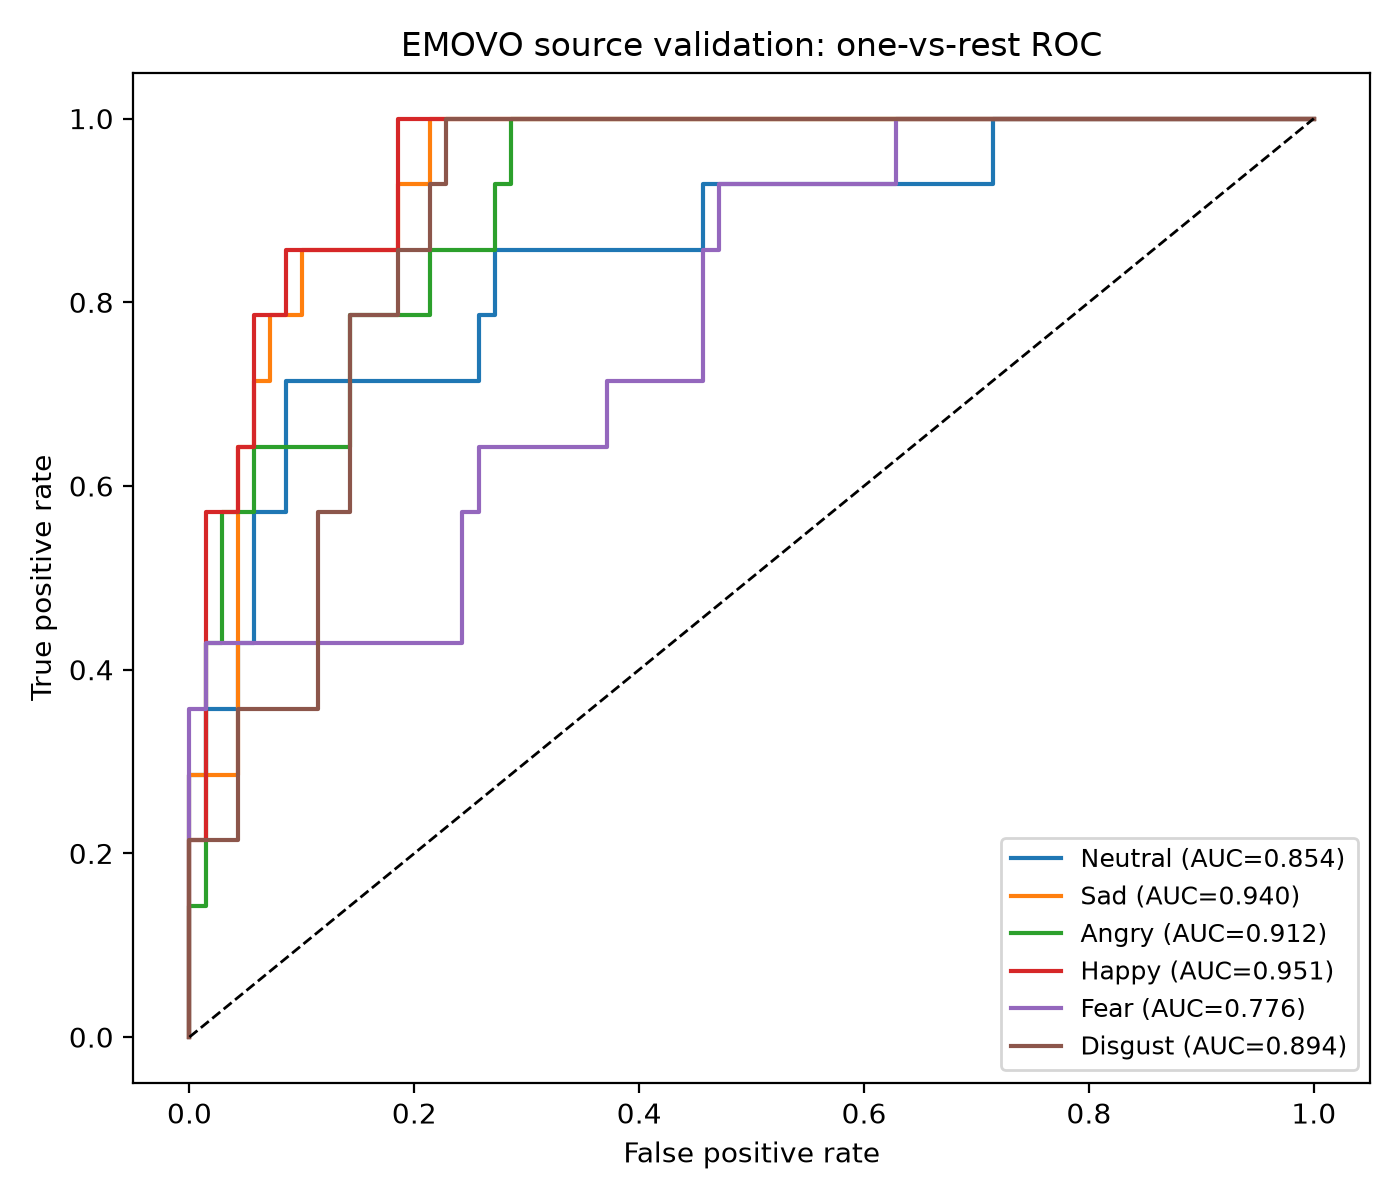 EMOVO source validation: one-vs-rest ROC
True positive rate
1.0
0.8
0.6
0.4
0.2
0.0
0.0 0.2 0.4 0.6 0.8 1.0
False positive rate
Neutral (AUC=0.854)
Sad (AUC=0.940)
Angry (AUC=0.912)
Happy (AUC=0.951)
Fear (AUC=0.776)
Disgust (AUC=0.894)